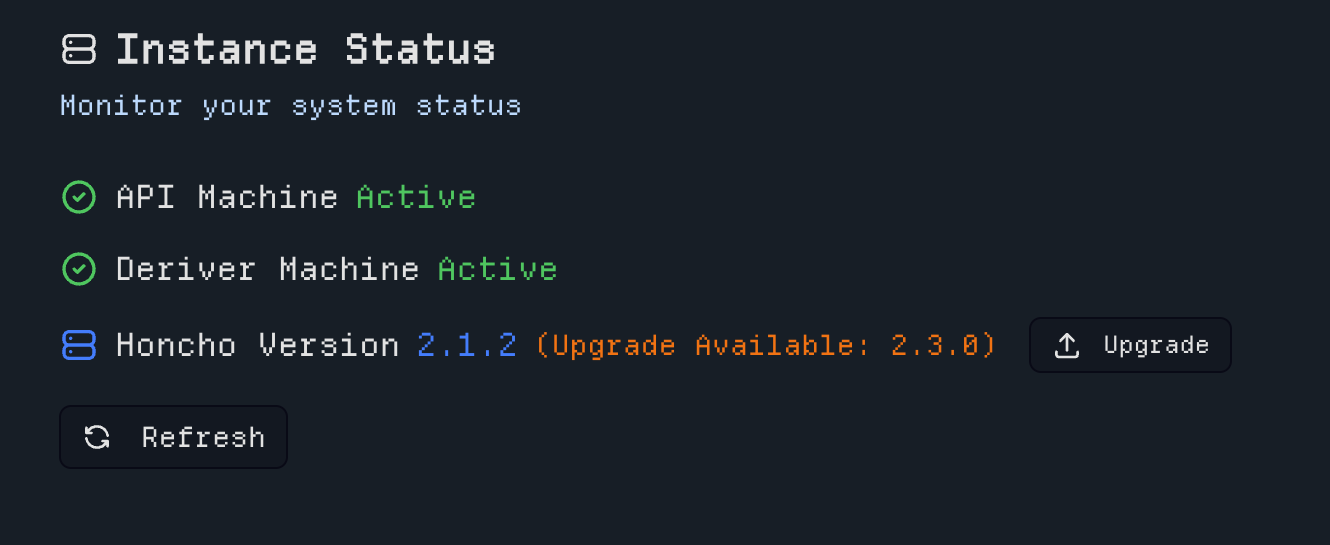 Instance Status
Monitor your system status
API Machine Active
Deriver Machine Active
Honcho Version 2.1.2 (Upgrade Available: 2.3.0) Upgrade
Refresh